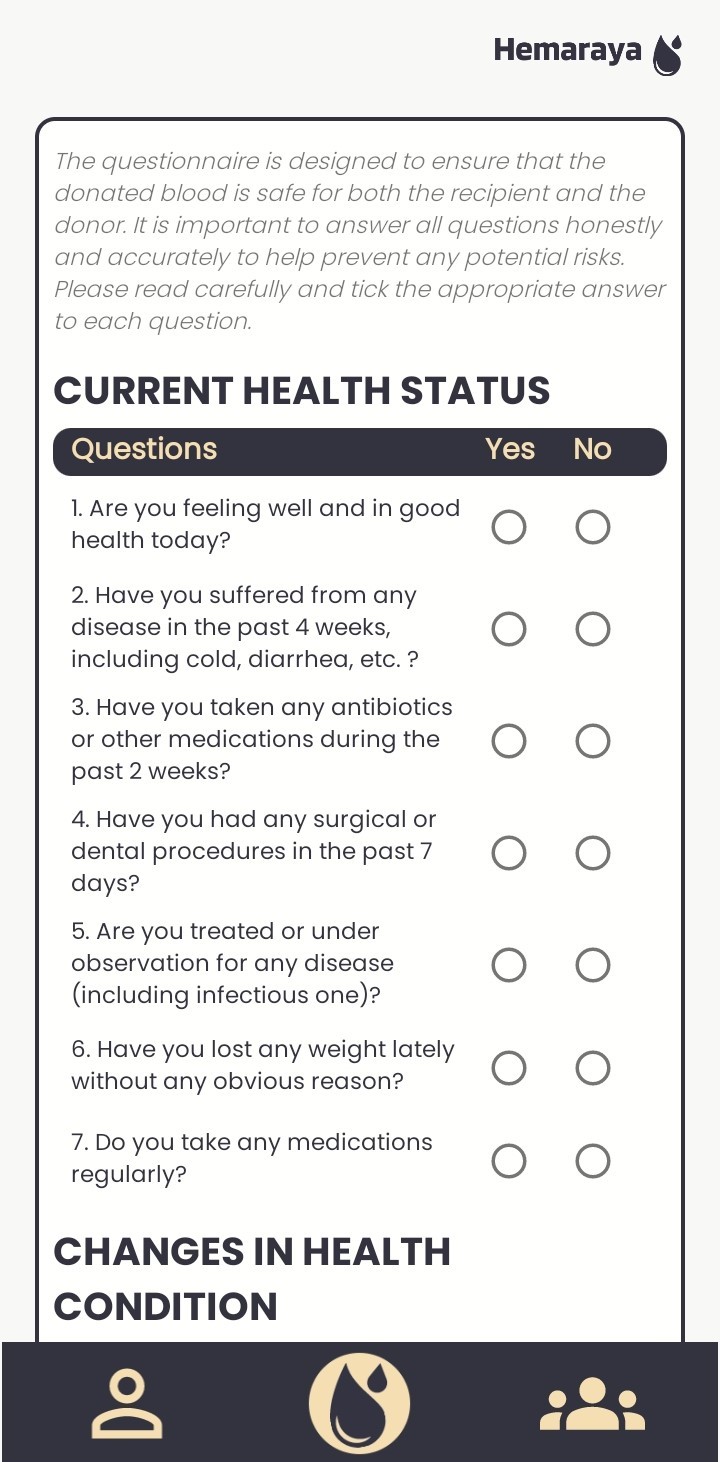 Hemaraya
The questionnaire is designed to ensure that the
donated blood is safe for both the recipient and the
donor. It is important to answer all questions honestly
and accurately to help prevent any potential risks.
Please read carefully and tick the appropriate answer
to each question.
CURRENT HEALTH STATUS
Questions Yes No
1. Are you feeling well and in good
health today?
2. Have you suffered from any
disease in the past 4 weeks,
including cold, diarrhea, etc. ?
3. Have you taken any antibiotics
or other medications during the
past 2 weeks?
4. Have you had any surgical or
dental procedures in the past 7
days?
5. Are you treated or under
observation for any disease
(including infectious one)?
6. Have you lost any weight lately
without any obvious reason?
7. Do you take any medications
regularly?
CHANGES IN HEALTH
CONDITION